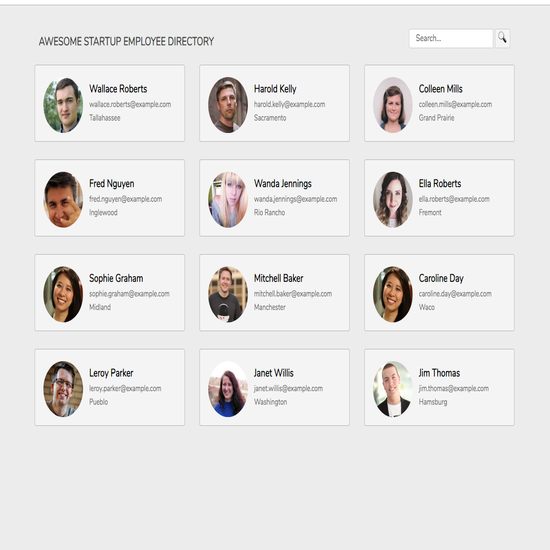 AWESOME STARTUP EMPLOYEE DIRECTORY
Search...
Wallace Roberts
wallace.roberts@example.com
Tallahassee
Harold Kelly
harold.kelly@example.com
Sacramento
Colleen Mills
colleen.mills@example.com
Grand Prairie
Fred Nguyen
fred.nguyen@example.com
Inglewood
Wanda Jennings
wanda.jennings@example.com
Rio Rancho
Ella Roberts
ella.roberts@example.com
Fremont
Sophie Graham
sophie.graham@example.com
Midland
Mitchell Baker
mitchell.baker@example.com
Manchester
Caroline Day
caroline.day@example.com
Waco
Leroy Parker
leroy.parker@example.com
Pueblo
Janet Willis
janet.willis@example.com
Washington
Jim Thomas
jim.thomas@example.com
Hamsburg